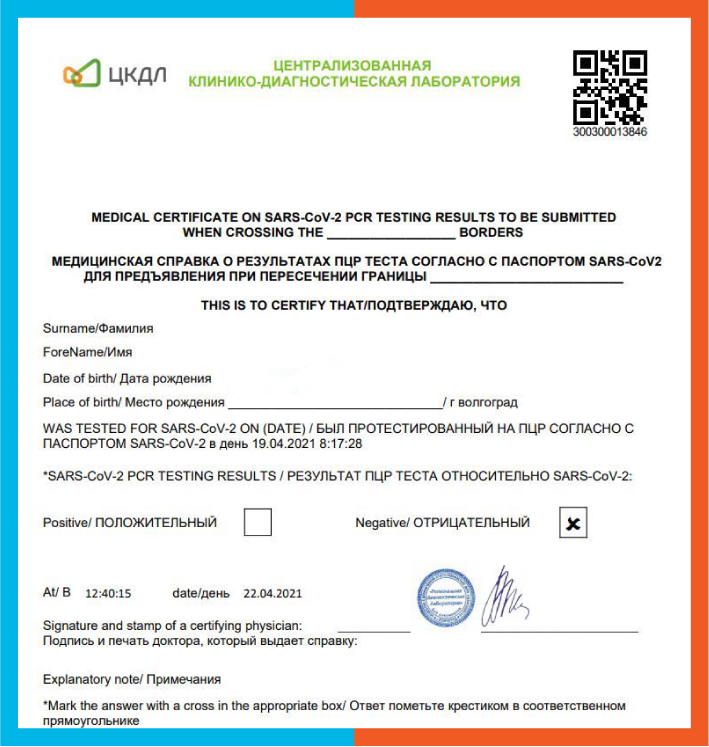 ЦКДЛ
ЦЕНТРАЛИЗОВАННАЯ
КЛИНИКО-ДИАГНОСТИЧЕСКАЯ ЛАБОРАТОРИЯ
300300013846
MEDICAL CERTIFICATE ON SARS-CoV-2 PCR TESTING RESULTS TO BE SUBMITTED
WHEN CROSSING THE __________________ BORDERS
МЕДИЦИНСКАЯ СПРАВКА О РЕЗУЛЬТАТАХ ПЦР ТЕСТА СОГЛАСНО С ПАСПОРТОМ SARS-CoV2
ДЛЯ ПРЕДЪЯВЛЕНИЯ ПРИ ПЕРЕСЕЧЕНИИ ГРАНИЦЫ ___________________________
THIS IS TO CERTIFY THAT/ПОДТВЕРЖДАЮ, ЧТО
Surname/Фамилия
ForeName/Имя
Date of birth/ Дата рождения
Place of birth/ Место рождения ______________________________/ г волгоград
WAS TESTED FOR SARS-CoV-2 ON (DATE) / БЫЛ ПРОТЕСТИРОВАННЫЙ НА ПЦР СОГЛАСНО С
ПАСПОРТОМ SARS-CoV-2 в день 19.04.2021 8:17:28
*SARS-CoV-2 PCR TESTING RESULTS / РЕЗУЛЬТАТ ПЦР ТЕСТА ОТНОСИТЕЛЬНО SARS-CoV-2:
Positive/ ПОЛОЖИТЕЛЬНЫЙ Negative/ ОТРИЦАТЕЛЬНЫЙ x
At/ В 12:40:15 date/день 22.04.2021
Signature and stamp of a certifying physician:
Подпись и печать доктора, который выдает справку:
Explanatory note/ Примечания
*Mark the answer with a cross in the appropriate box/ Ответ пометьте крестиком в соответственном
прямоугольнике